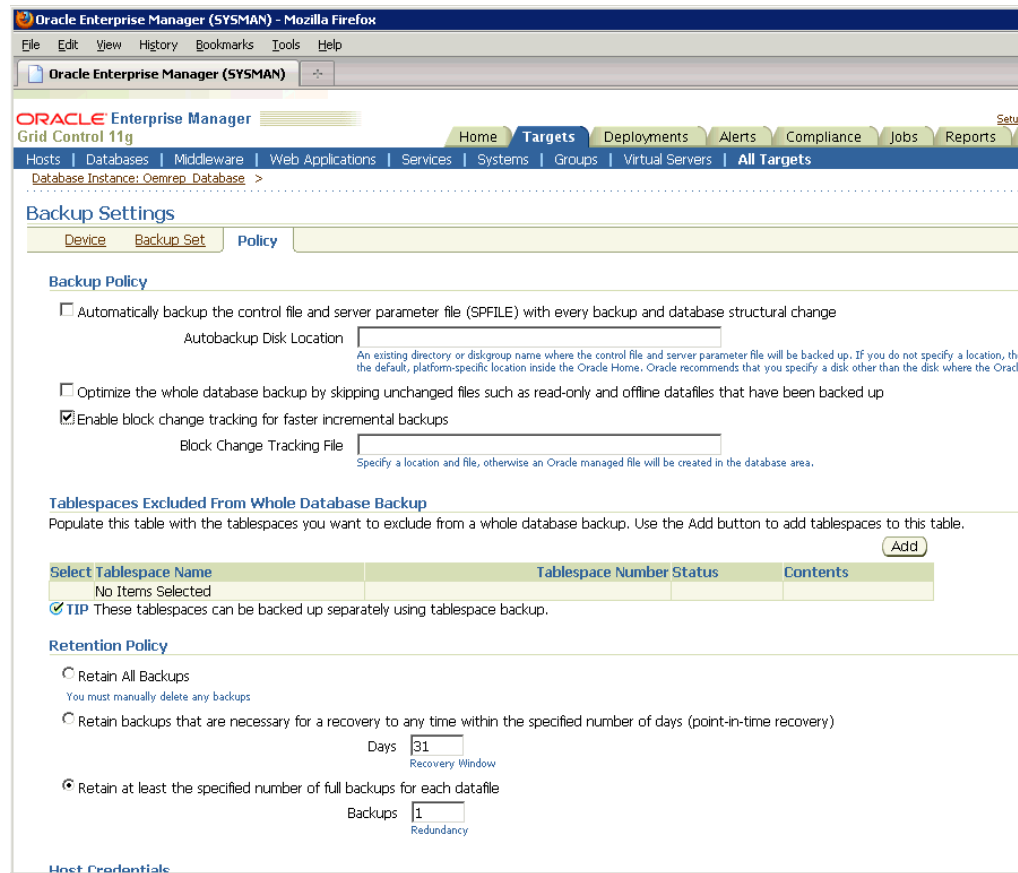 Oracle Enterprise Manager (SYSMAN) - Mozilla Firefox
File Edit View History Bookmarks Tools Help
Oracle Enterprise Manager (SYSMAN)
ORACLE Enterprise Manager
Grid Control 11g
Setu
Home Targets Deployments Alerts Compliance Jobs Reports
Hosts | Databases | Middleware | Web Applications | Services | Systems | Groups | Virtual Servers | All Targets
Database Instance: Oemrep_Database >
Backup Settings
Device Backup Set Policy
Backup Policy
Automatically backup the control file and server parameter file (SPFILE) with every backup and database structural change
Autobackup Disk Location
An existing directory or diskgroup name where the control file and server parameter file will be backed up. If you do not specify a location, th
the default, platform-specific location inside the Oracle Home. Oracle recommends that you specify a disk other than the disk where the Oracl
Optimize the whole database backup by skipping unchanged files such as read-only and offline datafiles that have been backed up
Enable block change tracking for faster incremental backups
Block Change Tracking File
Specify a location and file, otherwise an Oracle managed file will be created in the database area.
Tablespaces Excluded From Whole Database Backup
Populate this table with the tablespaces you want to exclude from a whole database backup. Use the Add button to add tablespaces to this table.
Add
Select Tablespace Name Tablespace Number Status Contents
No Items Selected
TIP These tablespaces can be backed up separately using tablespace backup.
Retention Policy
Retain All Backups
You must manually delete any backups
Retain backups that are necessary for a recovery to any time within the specified number of days (point-in-time recovery)
Days 31
Recovery Window
Retain at least the specified number of full backups for each datafile
Backups 1
Redundancy
Host Credentials